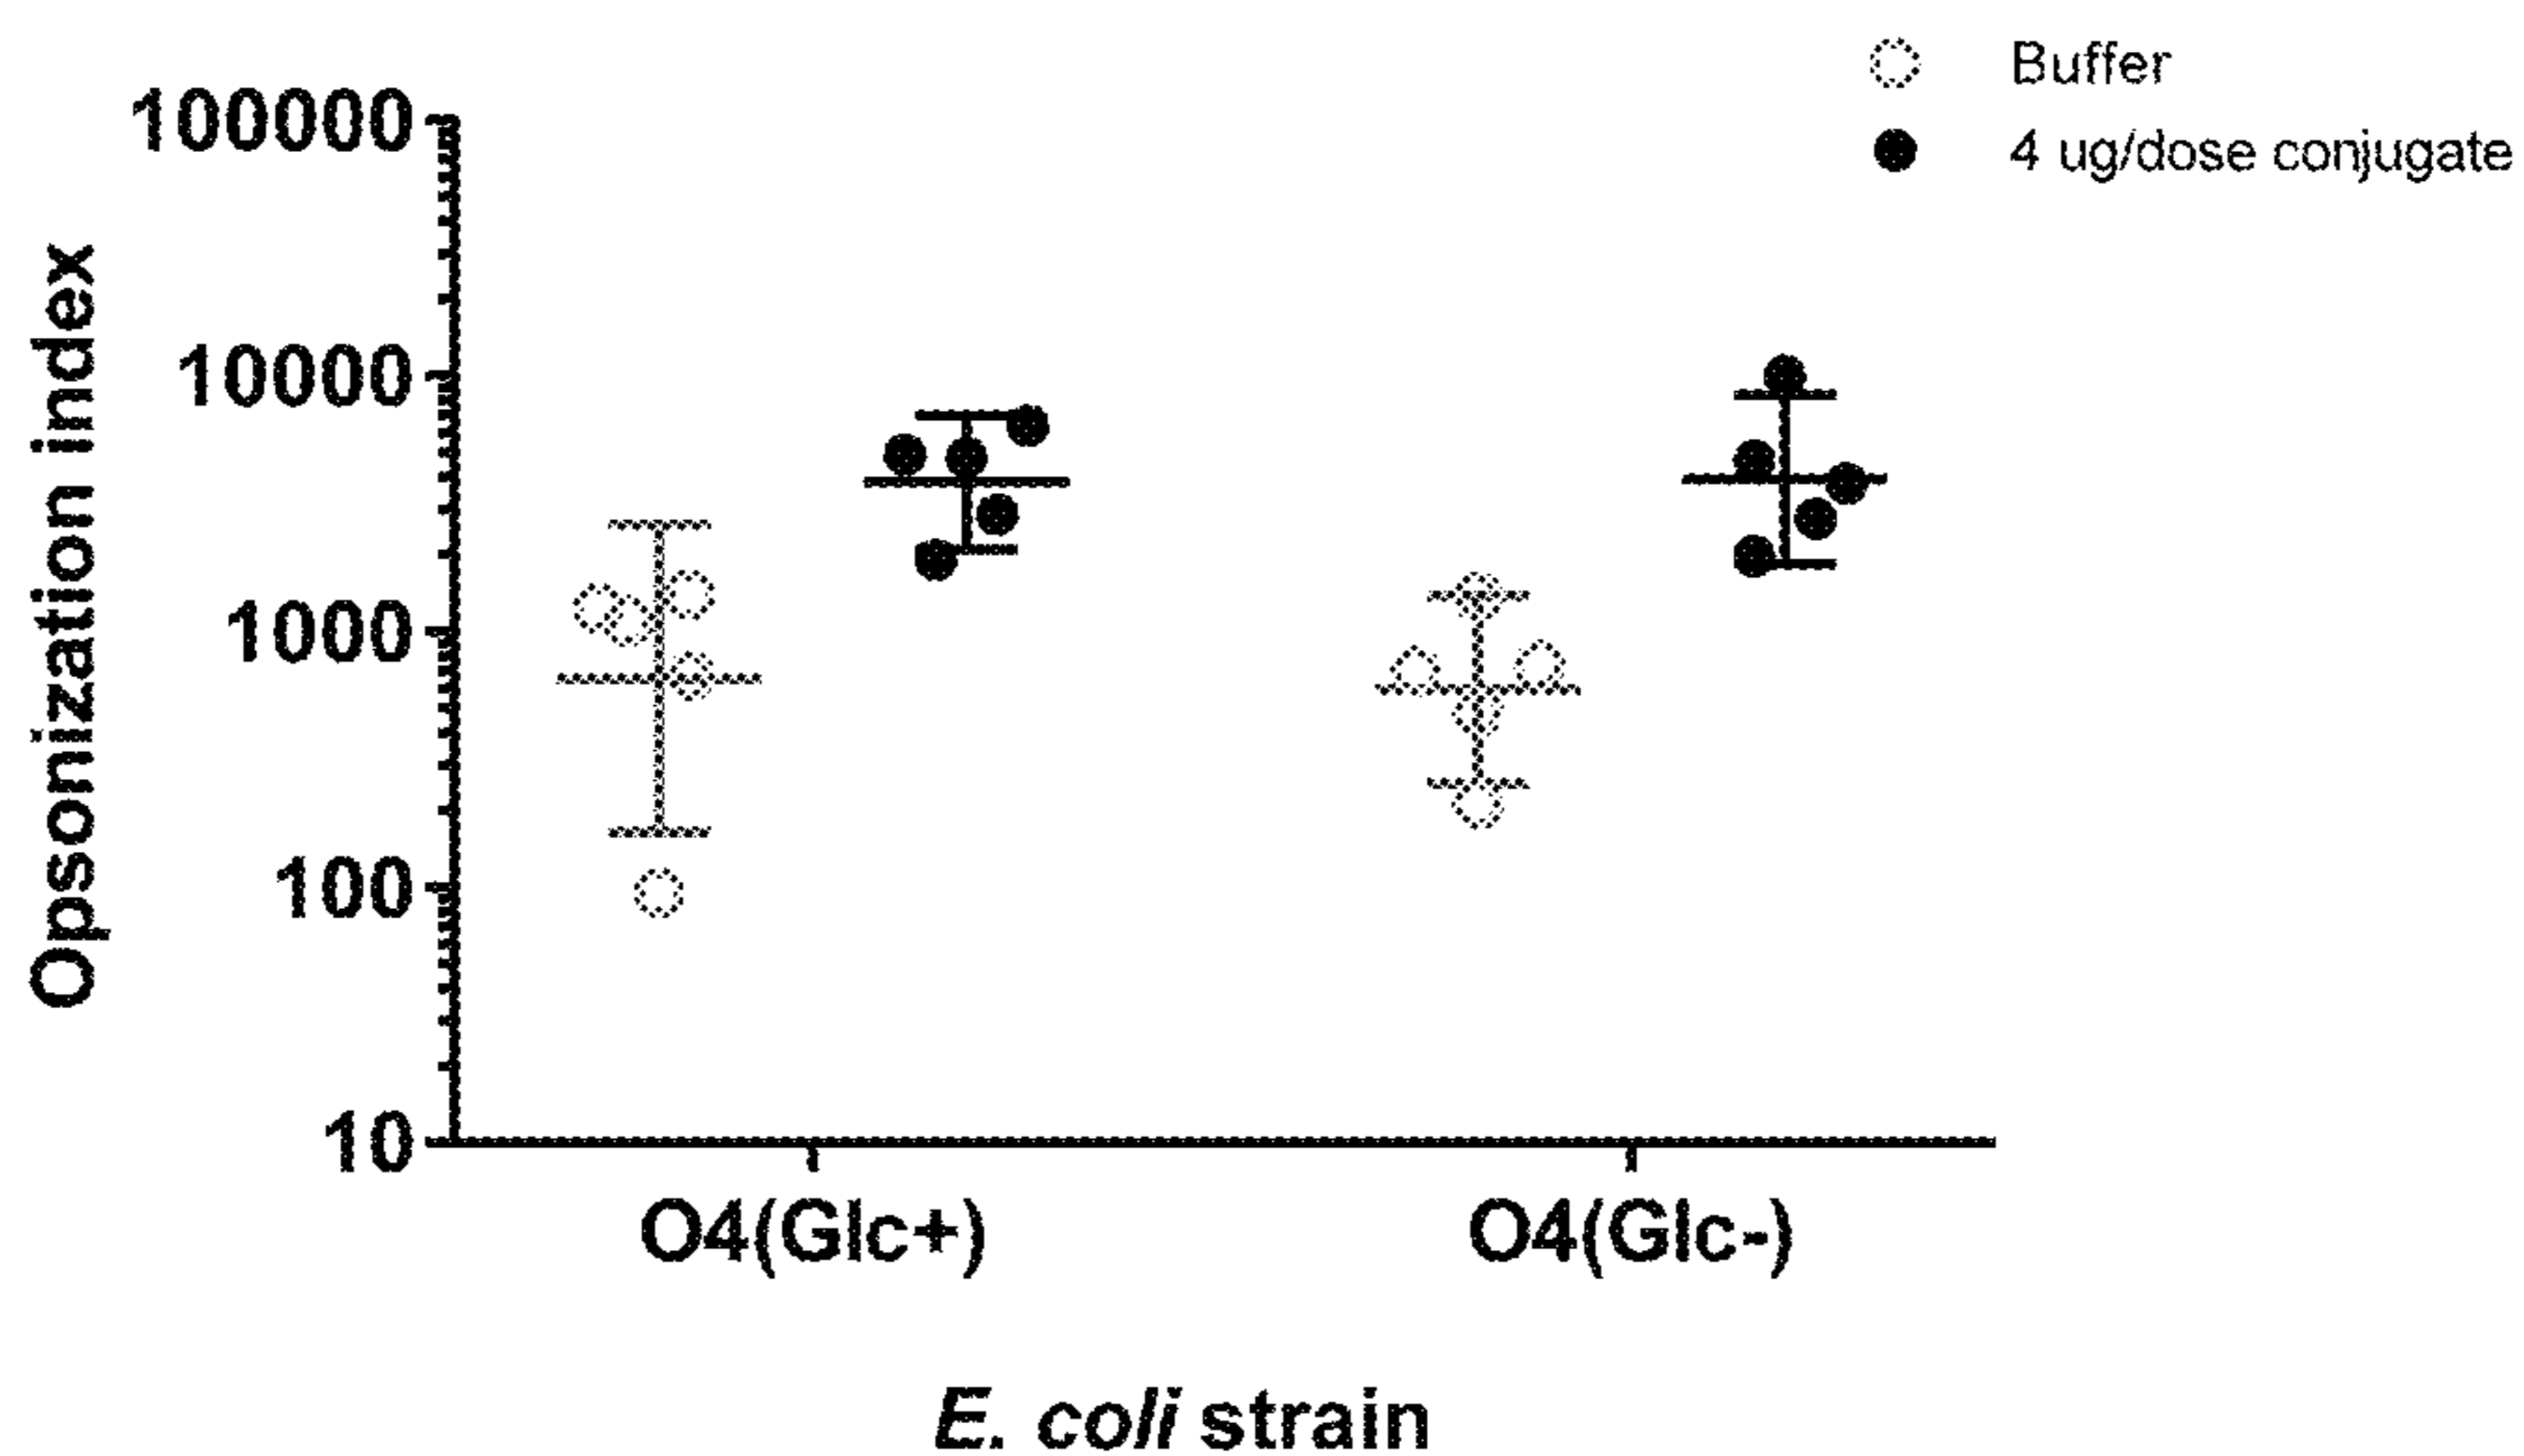 Buffer
4 ug/dose conjugate
100000
10000
1000
100
10
Opsonization index
O4(Glc+)
O4(Glc-)
E. coli strain